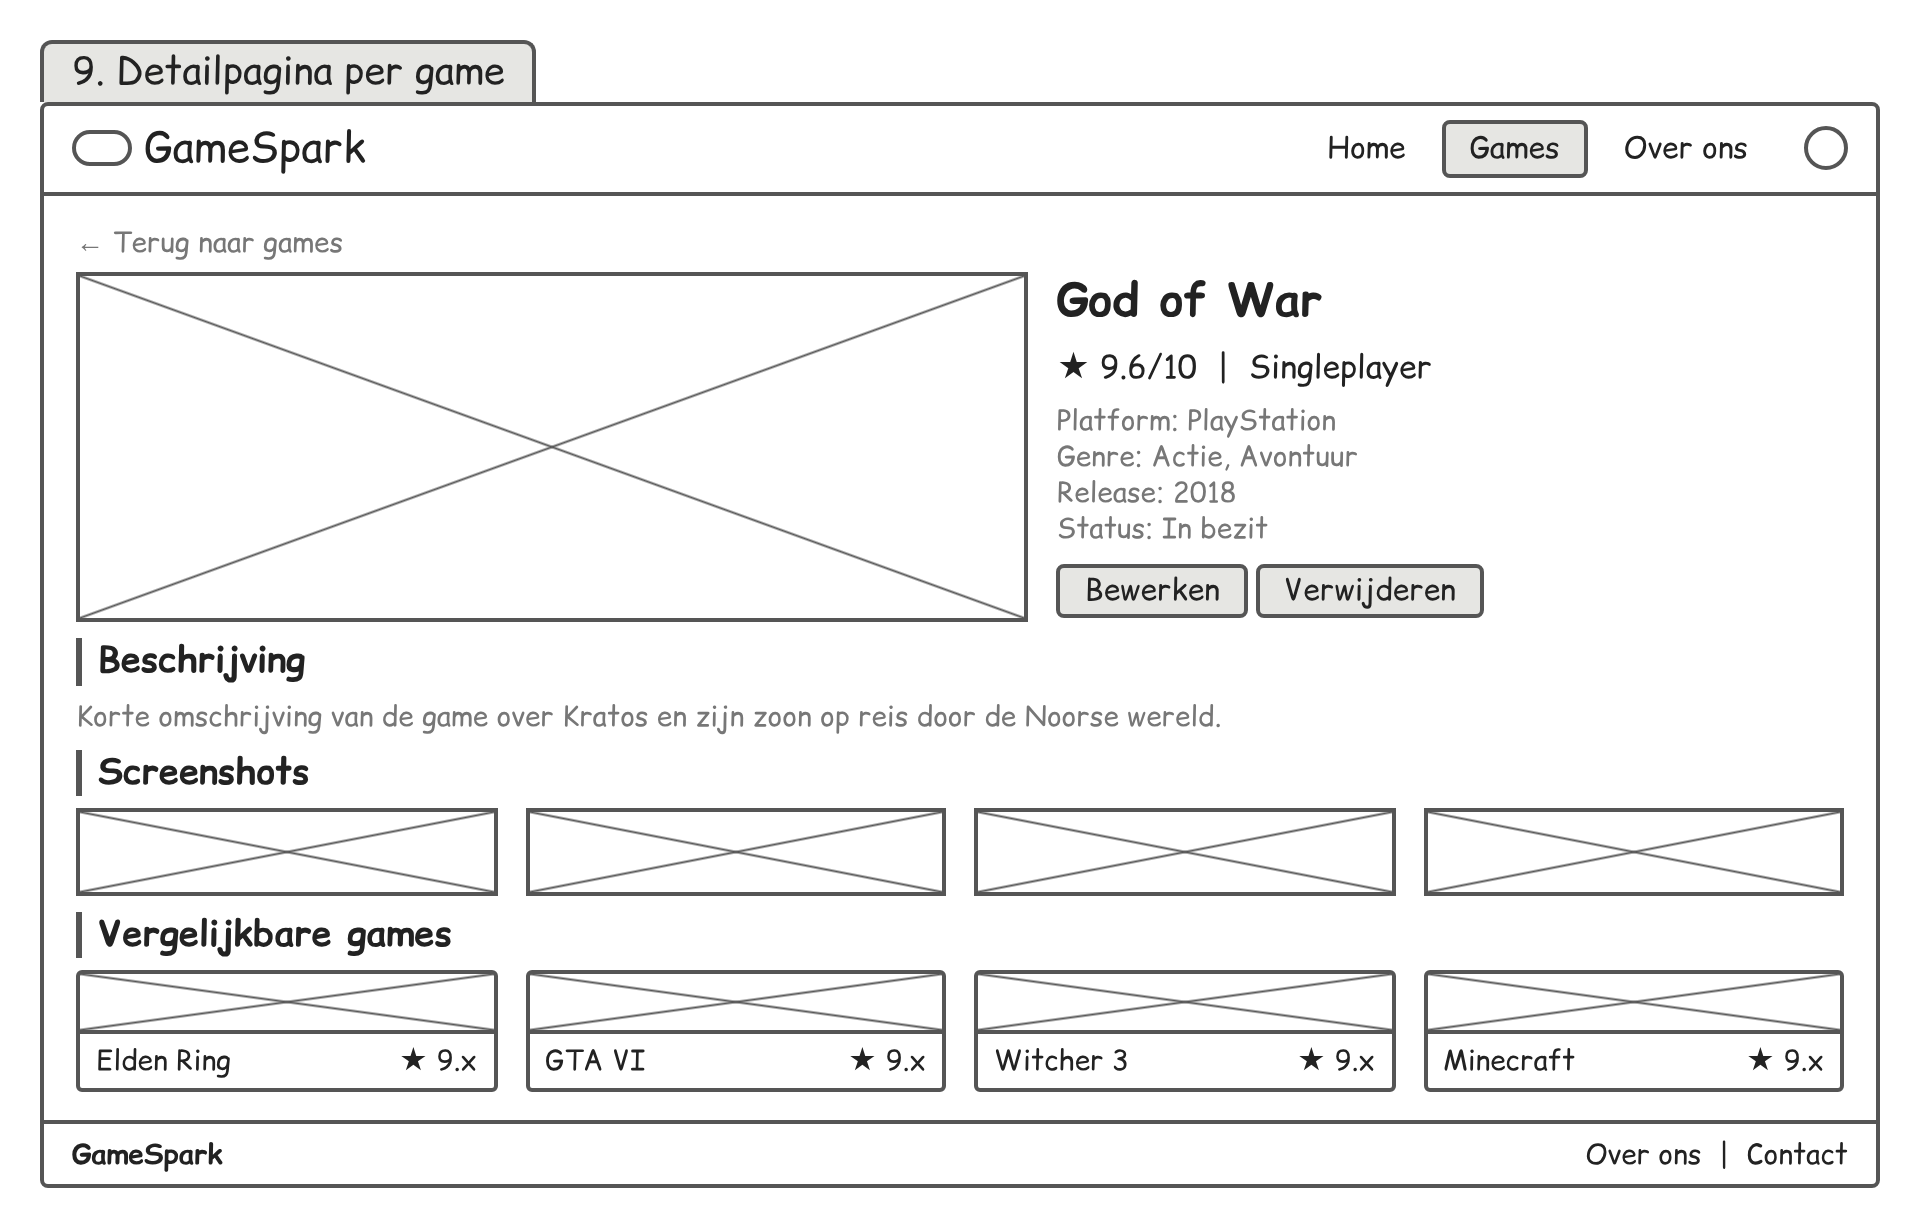 9. Detailpagina per game
GameSpark
Home Games Over ons
← Terug naar games
God of War
★ 9.6/10 | Singleplayer
Platform: PlayStation
Genre: Actie, Avontuur
Release: 2018
Status: In bezit
Bewerken Verwijderen
Beschrijving
Korte omschrijving van de game over Kratos en zijn zoon op reis door de Noorse wereld.
Screenshots
Vergelijkbare games
Elden Ring ★ 9.x
GTA VI ★ 9.x
Witcher 3 ★ 9.x
Minecraft ★ 9.x
GameSpark
Over ons | Contact